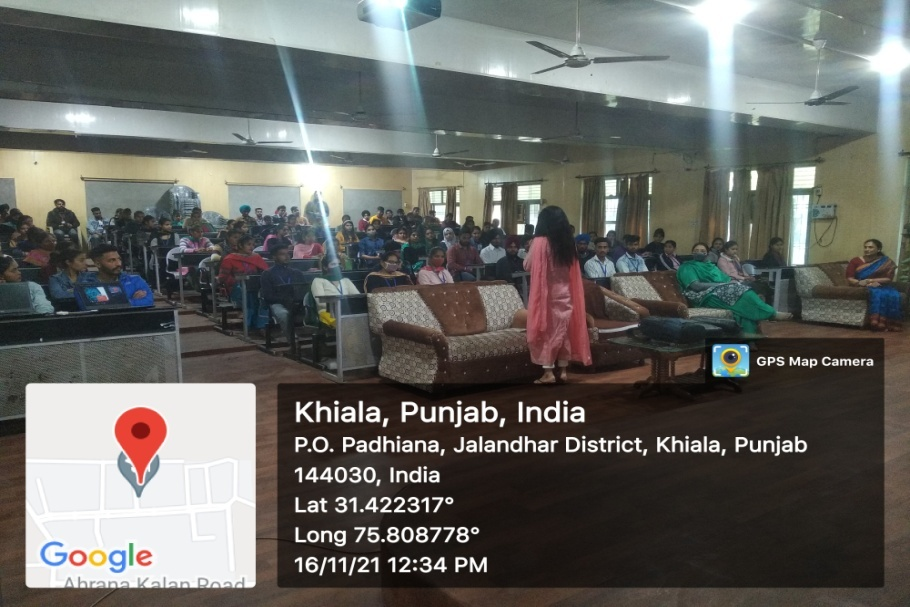 GPS Map Camera
Khiala, Punjab, India
P.O. Padhiana, Jalandhar District, Khiala, Punjab
144030, India
Lat 31.422317°
Long 75.808778°
16/11/21 12:34 PM
Google
Ahrana Kalan Road